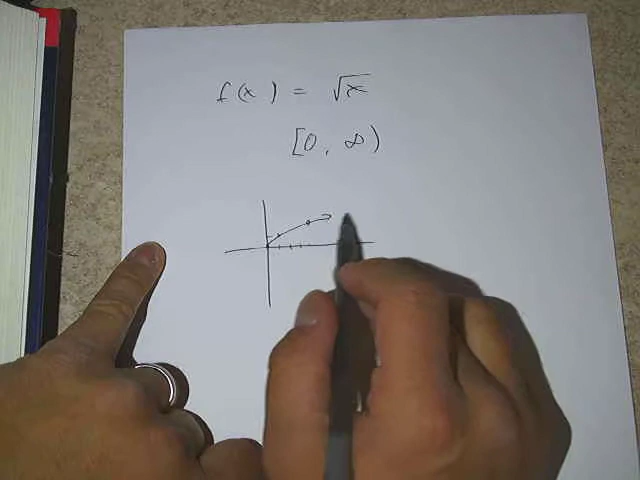 f(x) = √x
[0, ∞)